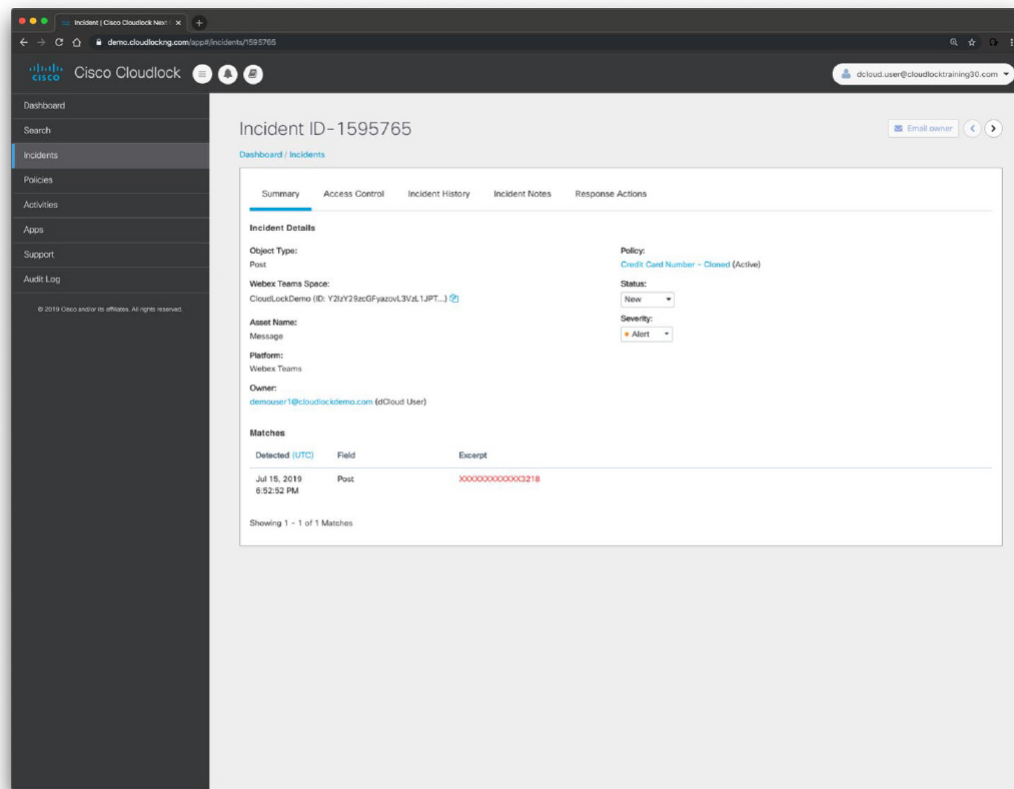 Incident | Cisco Cloudlock Next
demo.cloudlockng.com/app#/incidents/1595765
CISCO
Cisco Cloudlock
dcloud.user@cloudlocktraining30.com
Dashboard
Search
Incidents
Policies
Activities
Apps
Support
Audit Log
© 2019 Cisco and/or its affiliates. All rights reserved.
Incident ID-1595765
Email owner
Dashboard / Incidents
Summary Access Control Incident History Incident Notes Response Actions
Incident Details
Object Type:
Post
Webex Teams Space:
Asset Name:
Message
Platform:
Webex Teams
Owner:
demouser1@cloudlockdemo.com (dCloud User)
Policy:
Credit Card Number - Cloned (Active)
Status:
New
Severity:
Alert
Matches
Detected (UTC) Field Excerpt
Jul 15, 2019 Post XXXXXXXXXXXX3218
6:52:52 PM
Showing 1 - 1 of 1 Matches